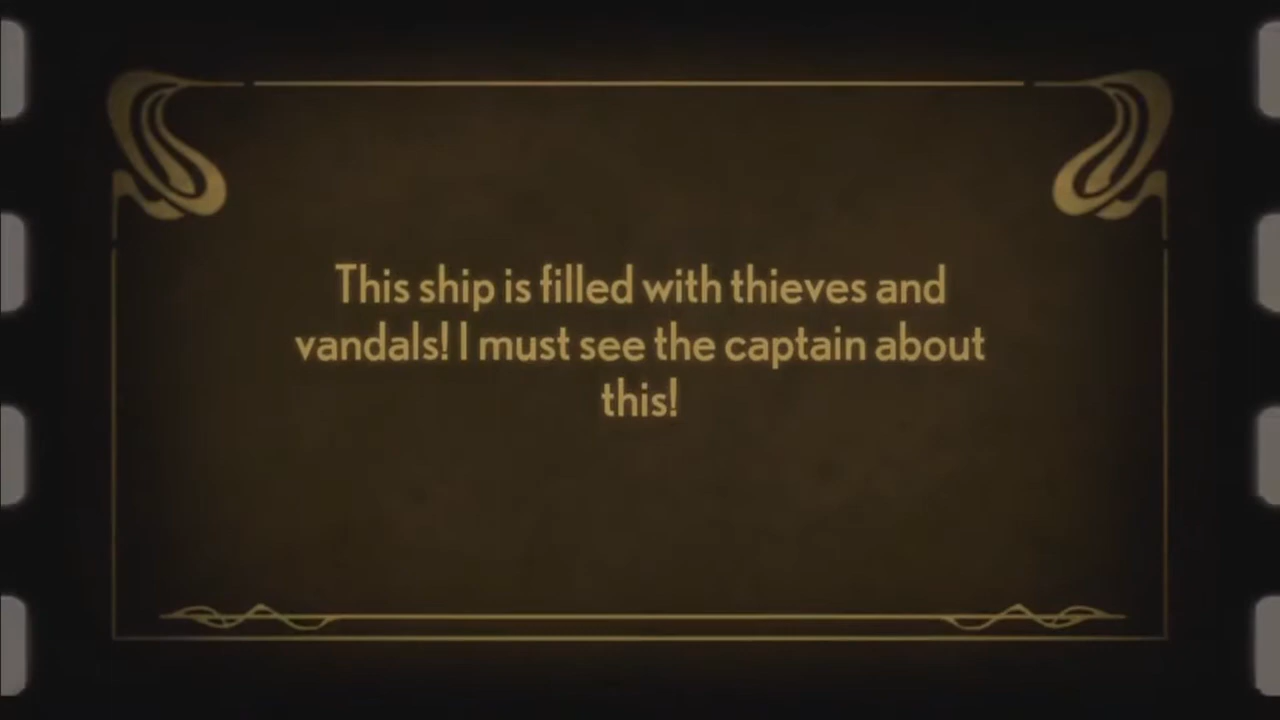 This ship is filled with thieves and
vandals! I must see the captain about
this!